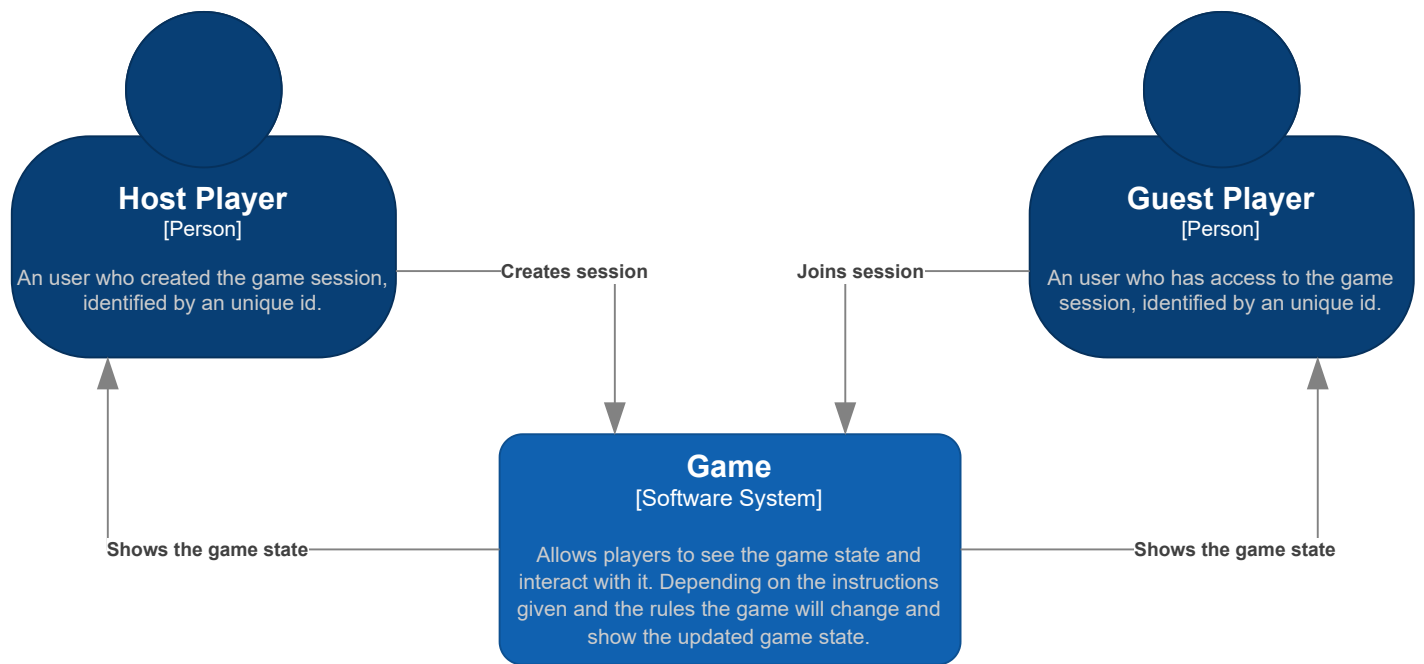 Host Player
[Person]
An user who created the game session,
identified by an unique id.
Guest Player
[Person]
An user who has access to the game
session, identified by an unique id.
Creates session
Joins session
Game
[Software System]
Allows players to see the game state and
interact with it. Depending on the instructions
given and the rules the game will change and
show the updated game state.
Shows the game state
Shows the game state